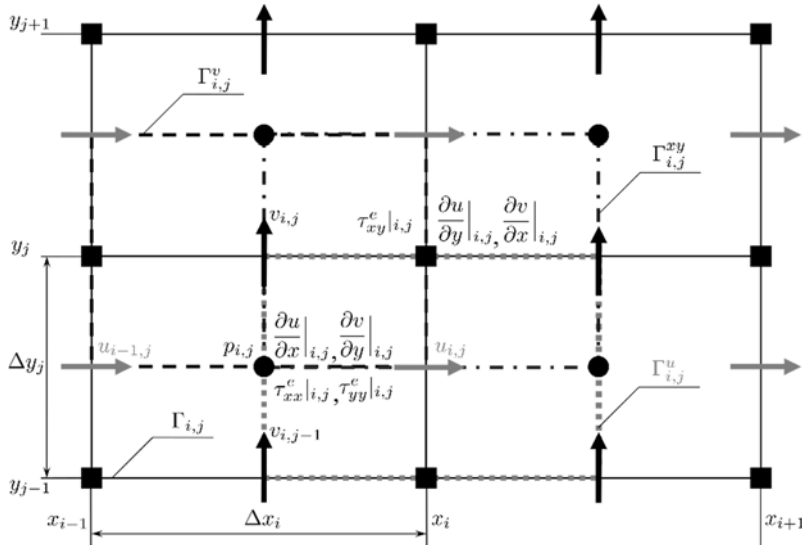 y_{j+1}
Γ^v_{i,j}
Γ^{xy}_{i,j}
v_{i,j}
τ^e_{xy}|_{i,j} ∂u/∂y|_{i,j}, ∂v/∂x|_{i,j}
y_j
Δy_j
u_{i-1,j} p_{i,j} ∂u/∂x|_{i,j}, ∂v/∂y|_{i,j} u_{i,j}
τ^e_{xx}|_{i,j}, τ^e_{yy}|_{i,j}
Γ^u_{i,j}
Γ_{i,j} v_{i,j-1}
y_{j-1}
x_{i-1} Δx_i x_i x_{i+1}